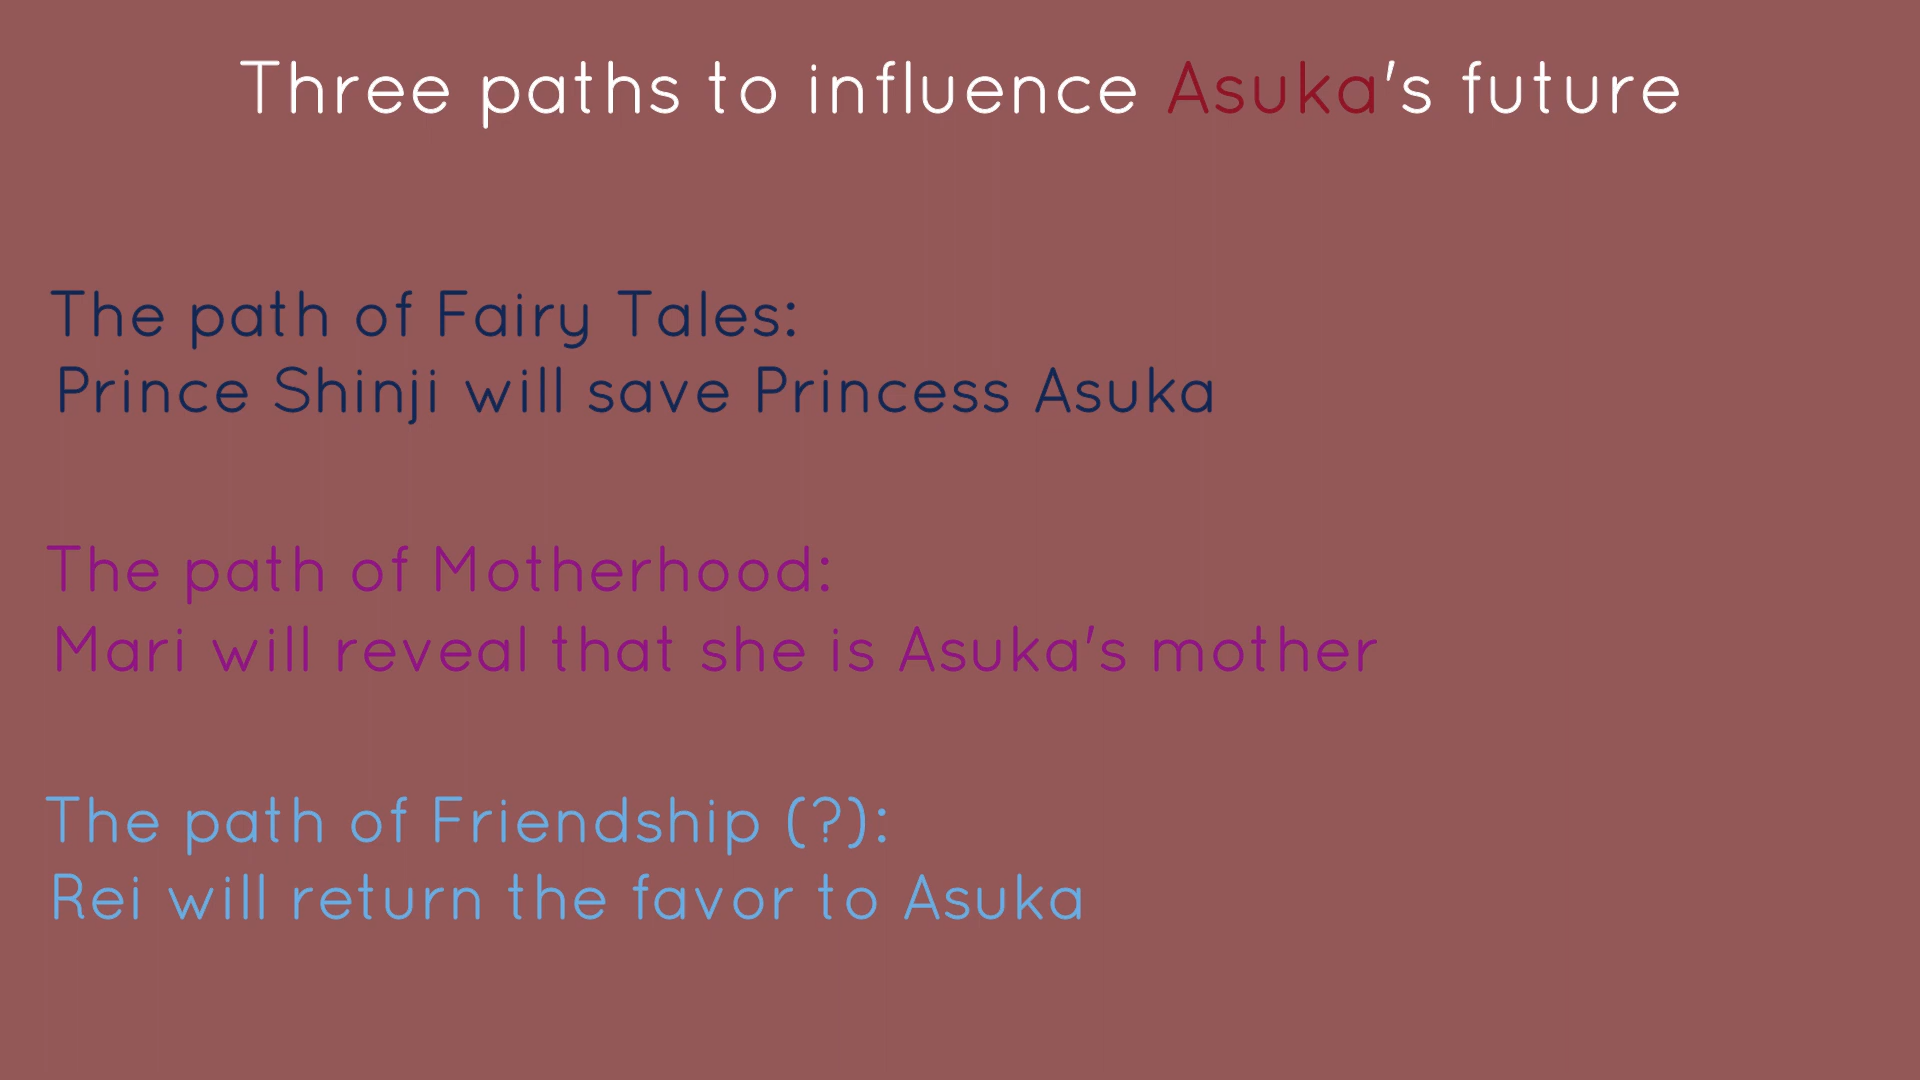 Three paths to influence Asuka's future
The path of Fairy Tales:
Prince Shinji will save Princess Asuka
The path of Motherhood:
Mari will reveal that she is Asuka's mother
The path of Friendship (?):
Rei will return the favor to Asuka